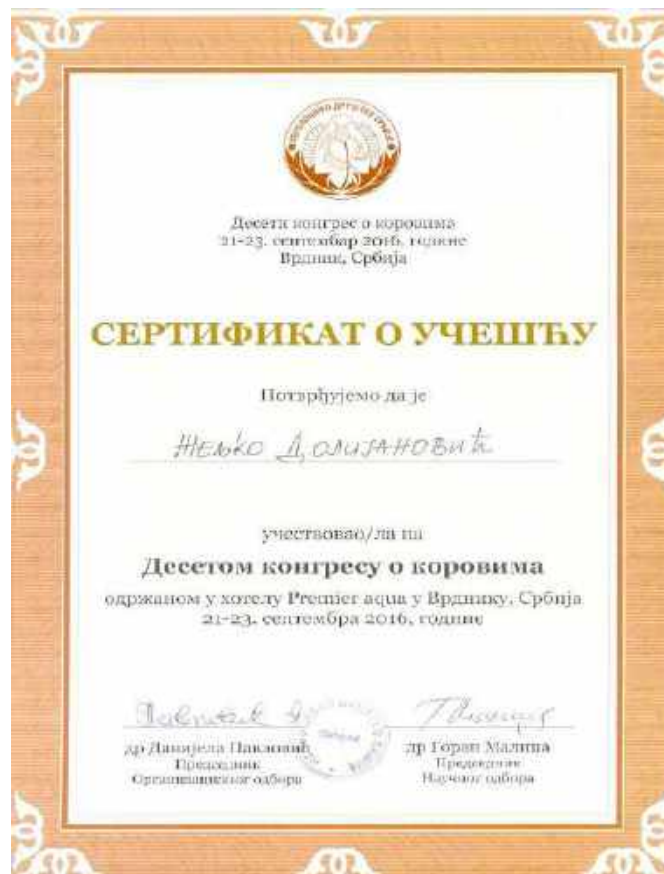 Десети конгрес о коровима
21-23. септембар 2016. године
Врдник, Србија
СЕРТИФИКАТ О УЧЕШЋУ
Потврђујемо да је
Жељко Долијановић
учествовао/ла на
Десетом конгресу о коровима
одржаном у хотелу Premier aqua у Врднику, Србија
21-23. септембра 2016. године
др Данијела Павловић
Председник
Организационог одбора
др Горан Малиџа
Председник
Научног одбора